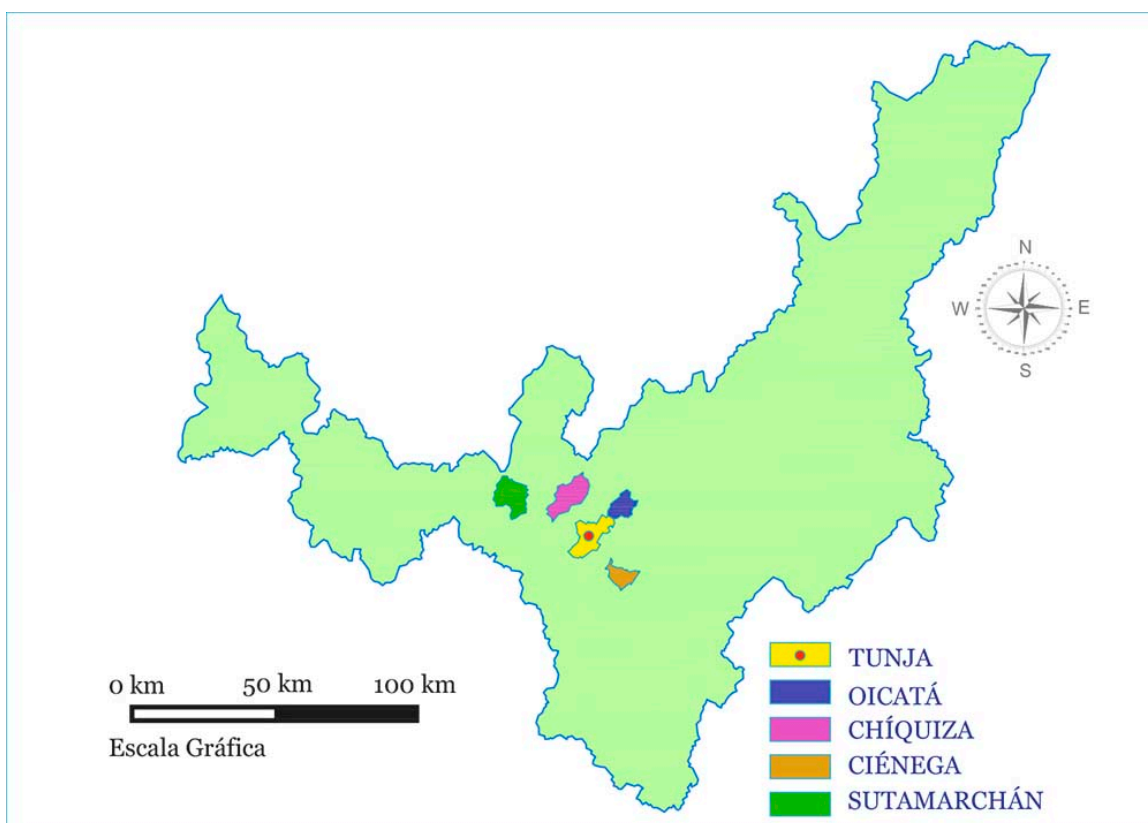 N
W E
S
TUNJA
OICATÁ
CHÍQUIZA
CIÉNEGA
SUTAMARCHÁN
0 km 50 km 100 km
Escala Gráfica